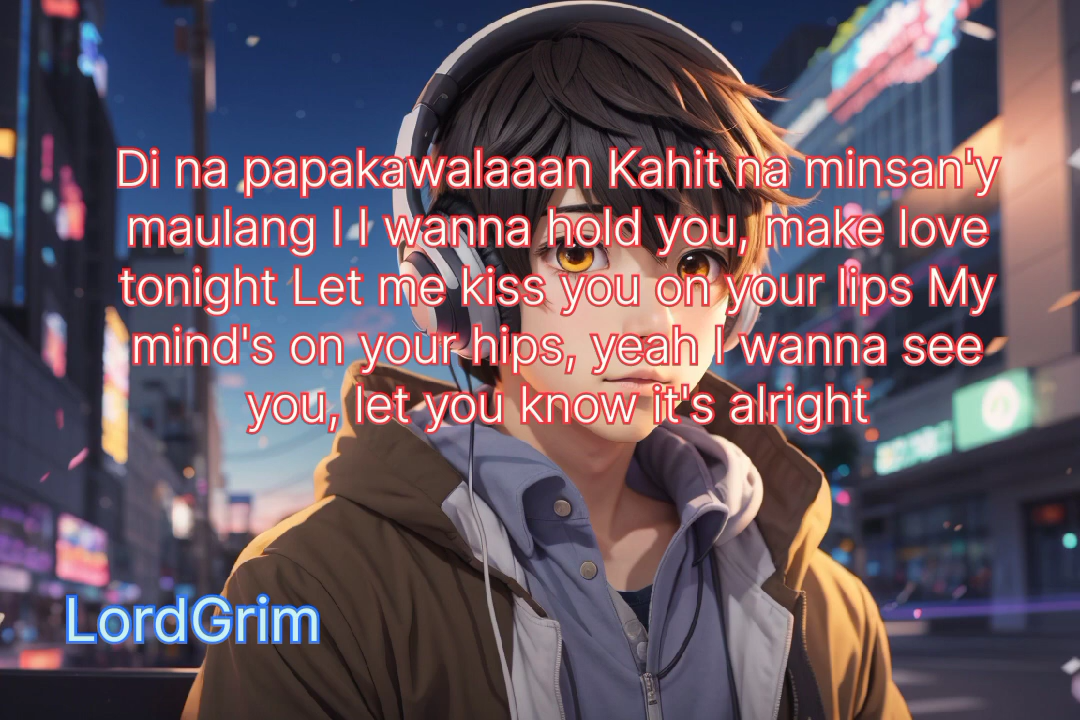 Di na papakawalaaan Kahit na minsan'y
maulang I I wanna hold you, make love
tonight Let me kiss you on your lips My
mind's on your hips, yeah I wanna see
you, let you know it's alright
LordGrim